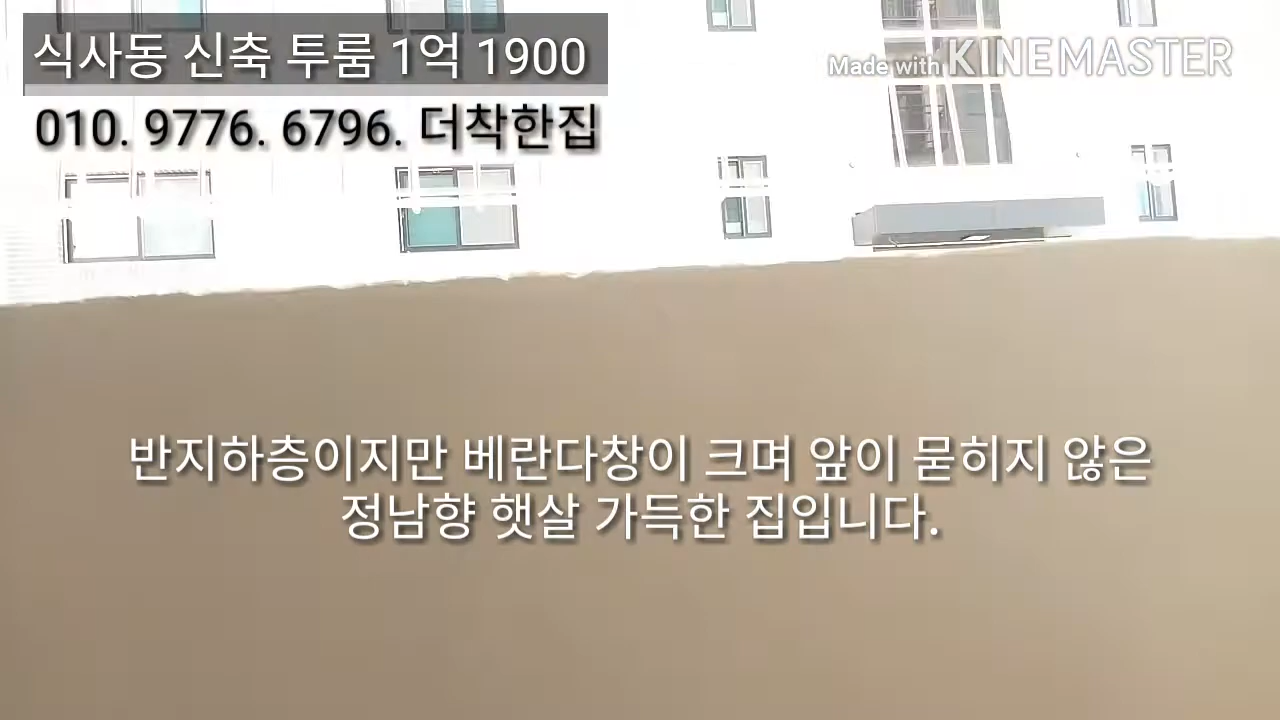 식사동 신축 투룸 1억 1900
Made with KINEMASTER
010. 9776. 6796. 더착한집
반지하층이지만 베란다창이 크며 앞이 묻히지 않은
정남향 햇살 가득한 집입니다.